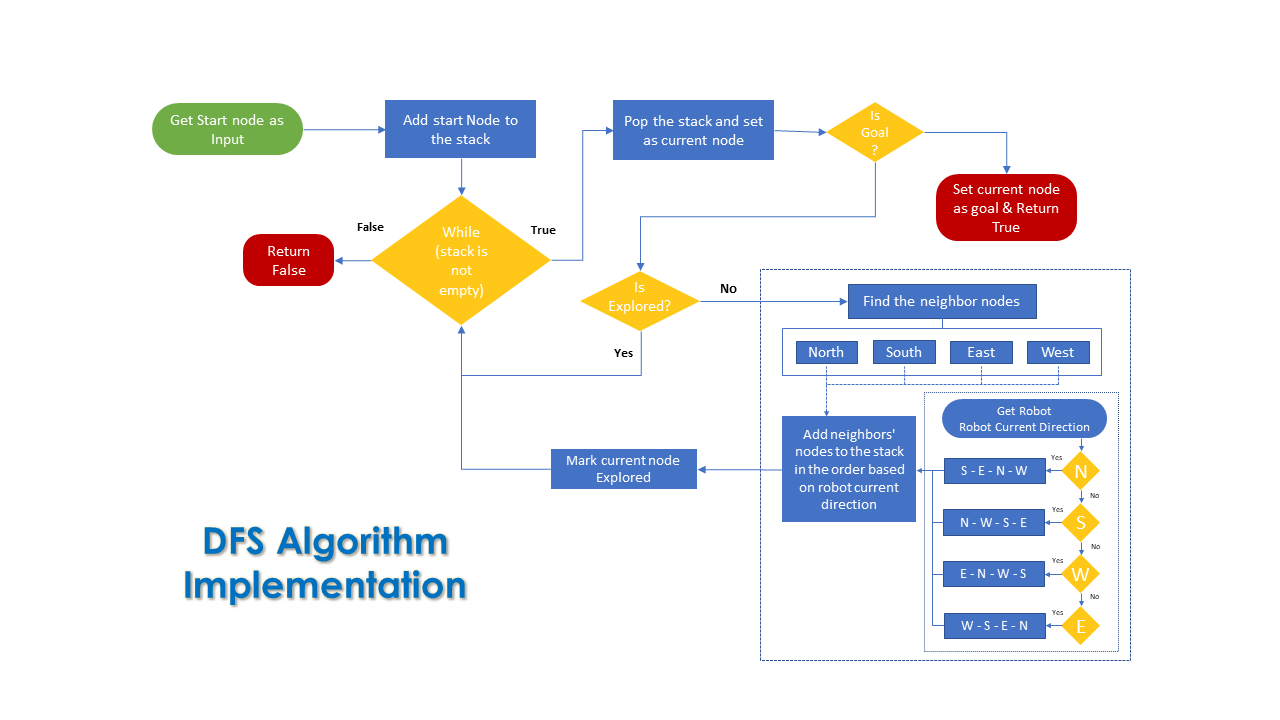 Get Start node as
Input
Add start Node to
the stack
Pop the stack and set
as current node
Is
Goal
?
Set current node
as goal & Return
True
False
While
(stack is
not
empty)
True
Return
False
Is
Explored?
No
Yes
Find the neighbor nodes
North
South
East
West
Add neighbors'
nodes to the stack
in the order based
on robot current
direction
Mark current node
Explored
Get Robot
Robot Current Direction
S - E - N - W
Yes
N
No
N - W - S - E
Yes
S
No
E - N - W - S
Yes
W
No
W - S - E - N
Yes
E
DFS Algorithm
Implementation